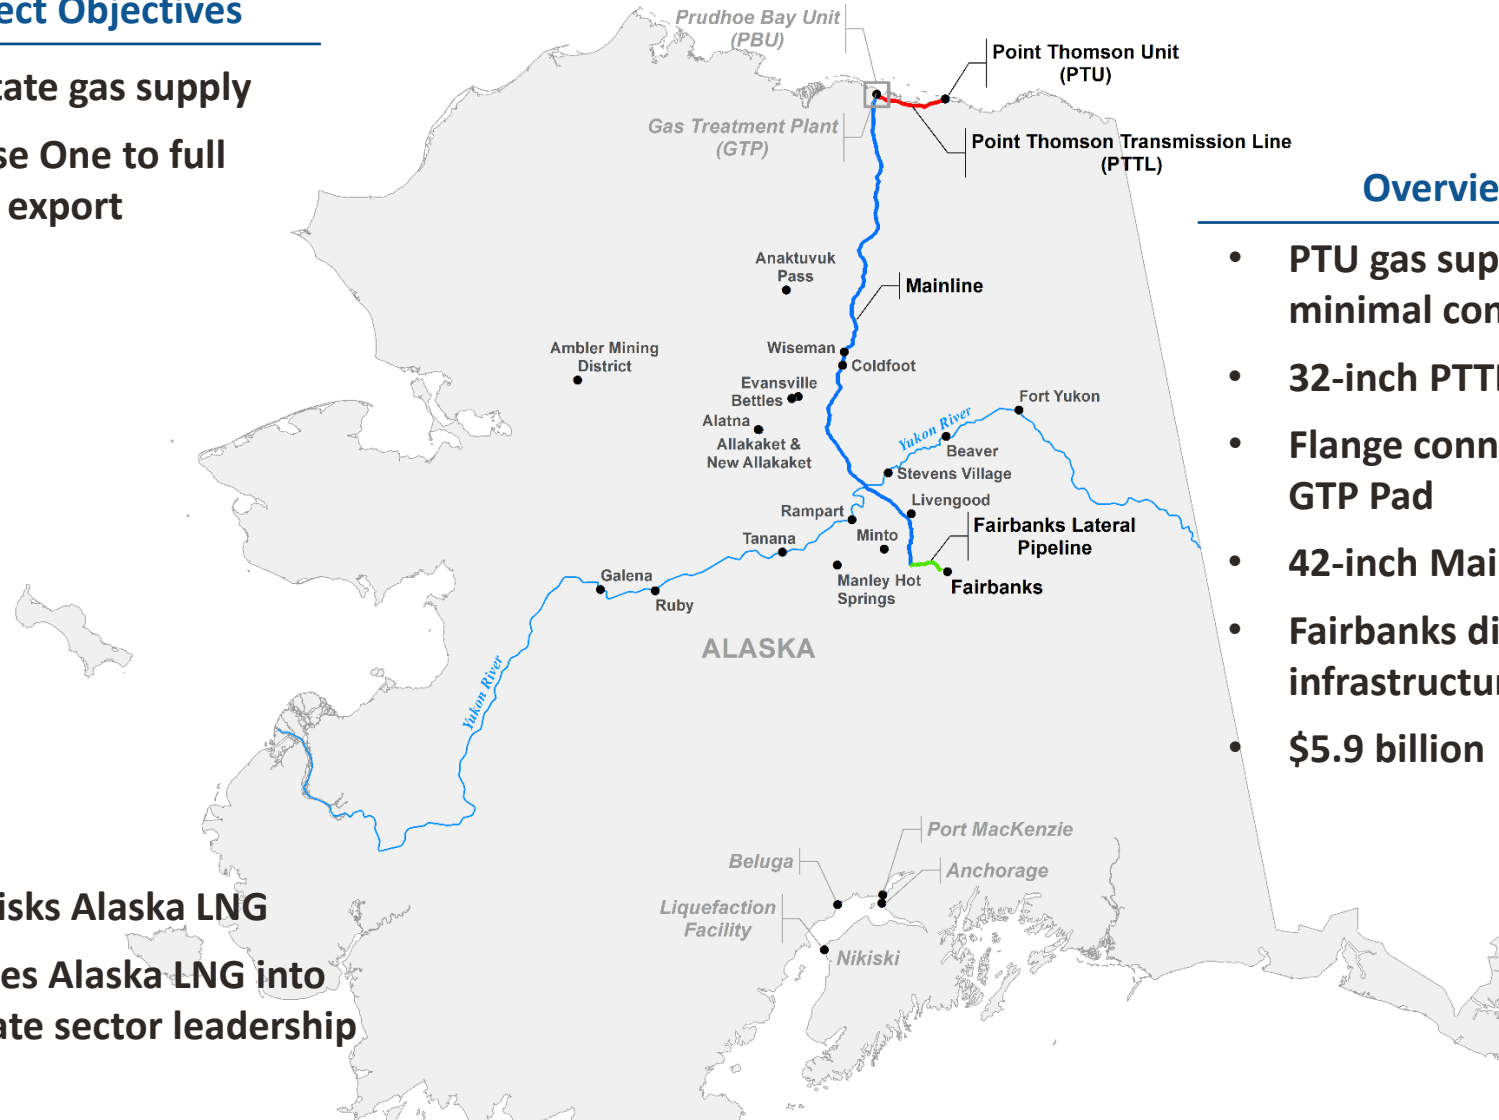 ect Objectives
tate gas supply
se One to full
export
isks Alaska LNG
es Alaska LNG into
ate sector leadership
Prudhoe Bay Unit
(PBU)
Point Thomson Unit
(PTU)
Gas Treatment Plant
(GTP)
Point Thomson Transmission Line
(PTTL)
Anaktuvuk
Pass
Mainline
Ambler Mining
District
Wiseman
Coldfoot
Evansville
Bettles
Alatna
Allakaket &
New Allakaket
Fort Yukon
Yukon River
Beaver
Stevens Village
Livengood
Rampart
Fairbanks Lateral
Pipeline
Minto
Tanana
Manley Hot
Springs
Fairbanks
Galena
Ruby
ALASKA
Yukon River
Port MacKenzie
Beluga
Anchorage
Liquefaction
Facility
Nikiski
Overvie
• PTU gas sup
minimal con
• 32-inch PTTL
• Flange conn
GTP Pad
• 42-inch Mai
• Fairbanks di
infrastructur
• $5.9 billion